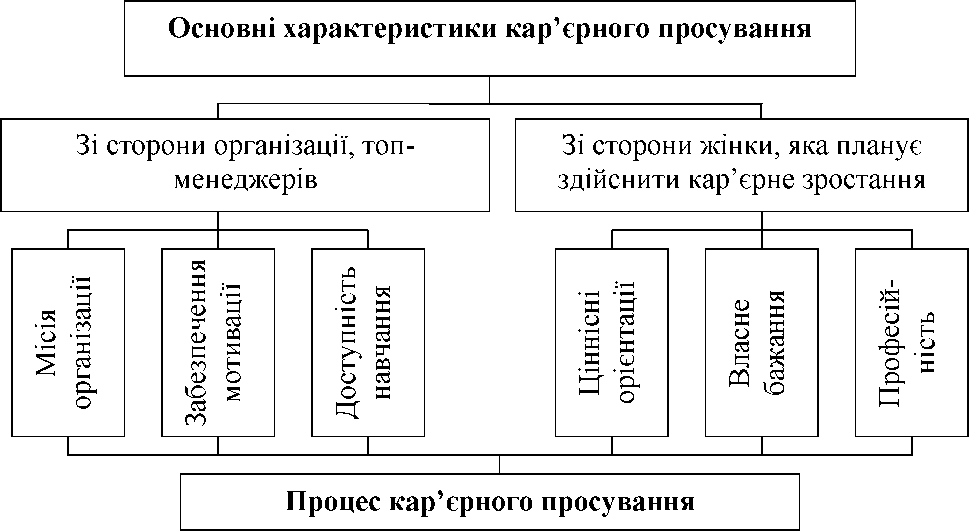 Основні характеристики кар’єрного просування
Зі сторони організації, топ-
менеджерів
Зі сторони жінки, яка планує
здійснити кар’єрне зростання
Місія
організації
Забезпечення
мотивації
Доступність
навчання
Ціннісні
орієнтації
Власне
бажання
Професій-
ність
Процес кар’єрного просування